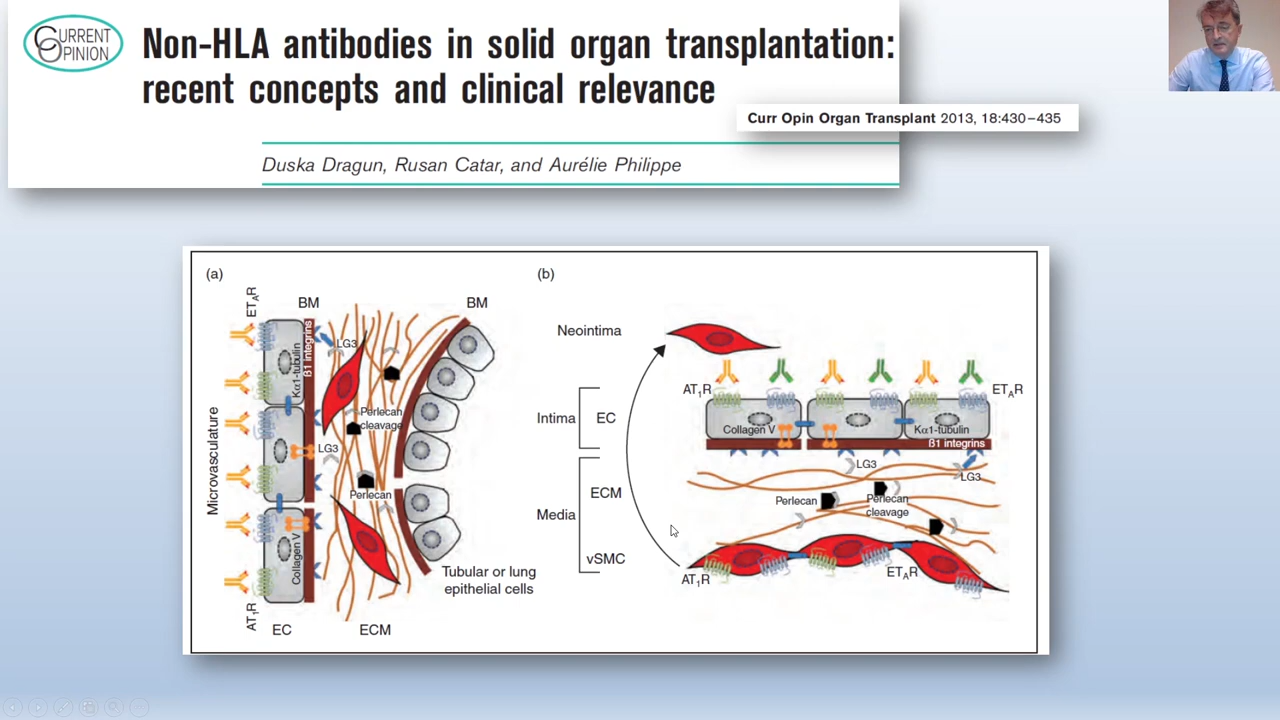 CURRENT
OPINION
Non-HLA antibodies in solid organ transplantation:
recent concepts and clinical relevance
Curr Opin Organ Transplant 2013, 18:430–435
Duska Dragun, Rusan Catar, and Aurélie Philippe
(a)
ETAR
BM
BM
β1 integrins
LG3
Kα1-tubulin
Perlecan
cleavage
Microvasculature
LG3
Perlecan
Collagen V
Tubular or lung
epithelial cells
AT1R
EC
ECM
(b)
Neointima
AT1R
ETAR
Intima
EC
Collagen V
Kα1-tubulin
β1 integrins
LG3
LG3
ECM
Perlecan
Perlecan
cleavage
Media
vSMC
AT1R
ETAR